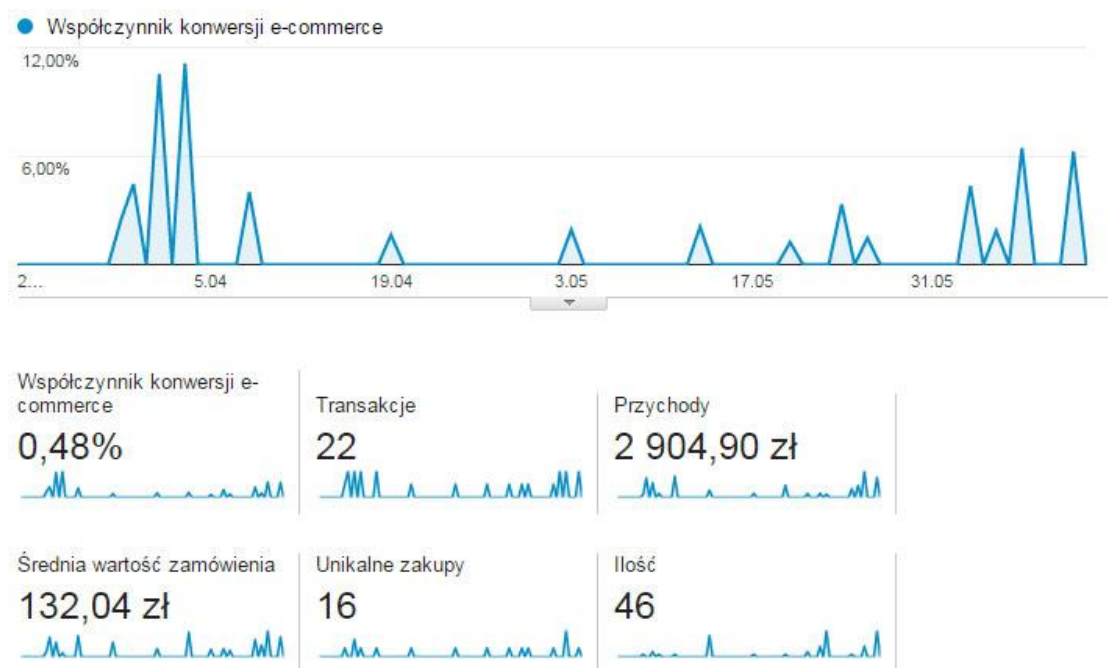 Współczynnik konwersji e-commerce
12,00%
6,00%
2... 5.04 19.04 3.05 17.05 31.05
Współczynnik konwersji e-
commerce
0,48%
Transakcje
22
Przychody
2 904,90 zł
Średnia wartość zamówienia
132,04 zł
Unikalne zakupy
16
Ilość
46